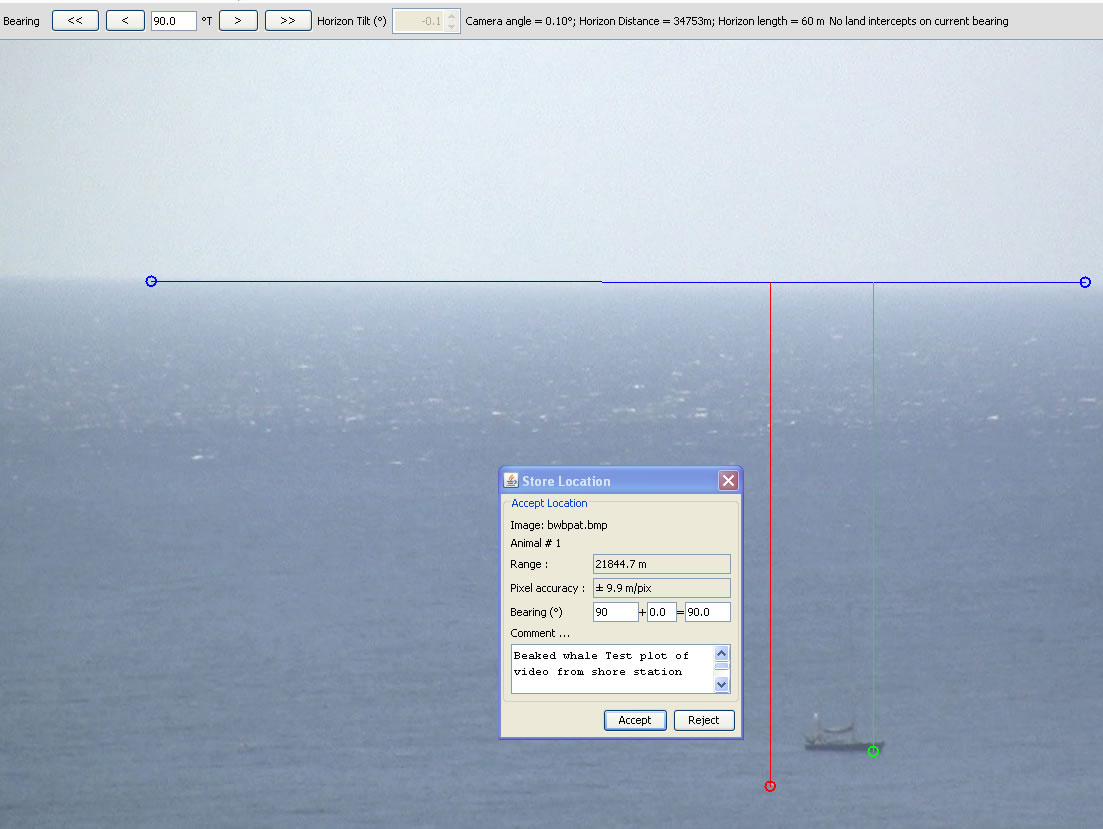 Bearing << < 90.0 °T > >> Horizon Tilt (°) -0.1 Camera angle = 0.10°; Horizon Distance = 34753m; Horizon length = 60 m No land intercepts on current bearing
Store Location
Accept Location
Image: bwbpat.bmp
Animal # 1
Range : 21844.7 m
Pixel accuracy : ± 9.9 m/pix
Bearing (°) 90 + 0.0 = 90.0
Comment ...
Beaked whale Test plot of
video from shore station
Accept Reject